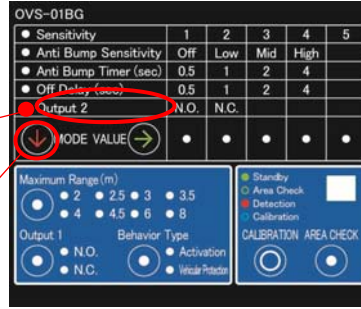 OVS-01BG
Sensitivity 1 2 3 4 5
Anti Bump Sensitivity Off Low Mid High
Anti Bump Timer (sec) 0.5 1 2 4
Off Delay (sec) 0.5 1 2 4
Output 2 N.O. N.C.
MODE VALUE
Maximum Range(m)
2 2.5 3 3.5
4 4.5 6 8
Output 1 Behavior Type
N.O. Activation
N.C. Vehicular Protection
Standby
Area Check
Detection
Calibration
CALIBRATION AREA CHECK